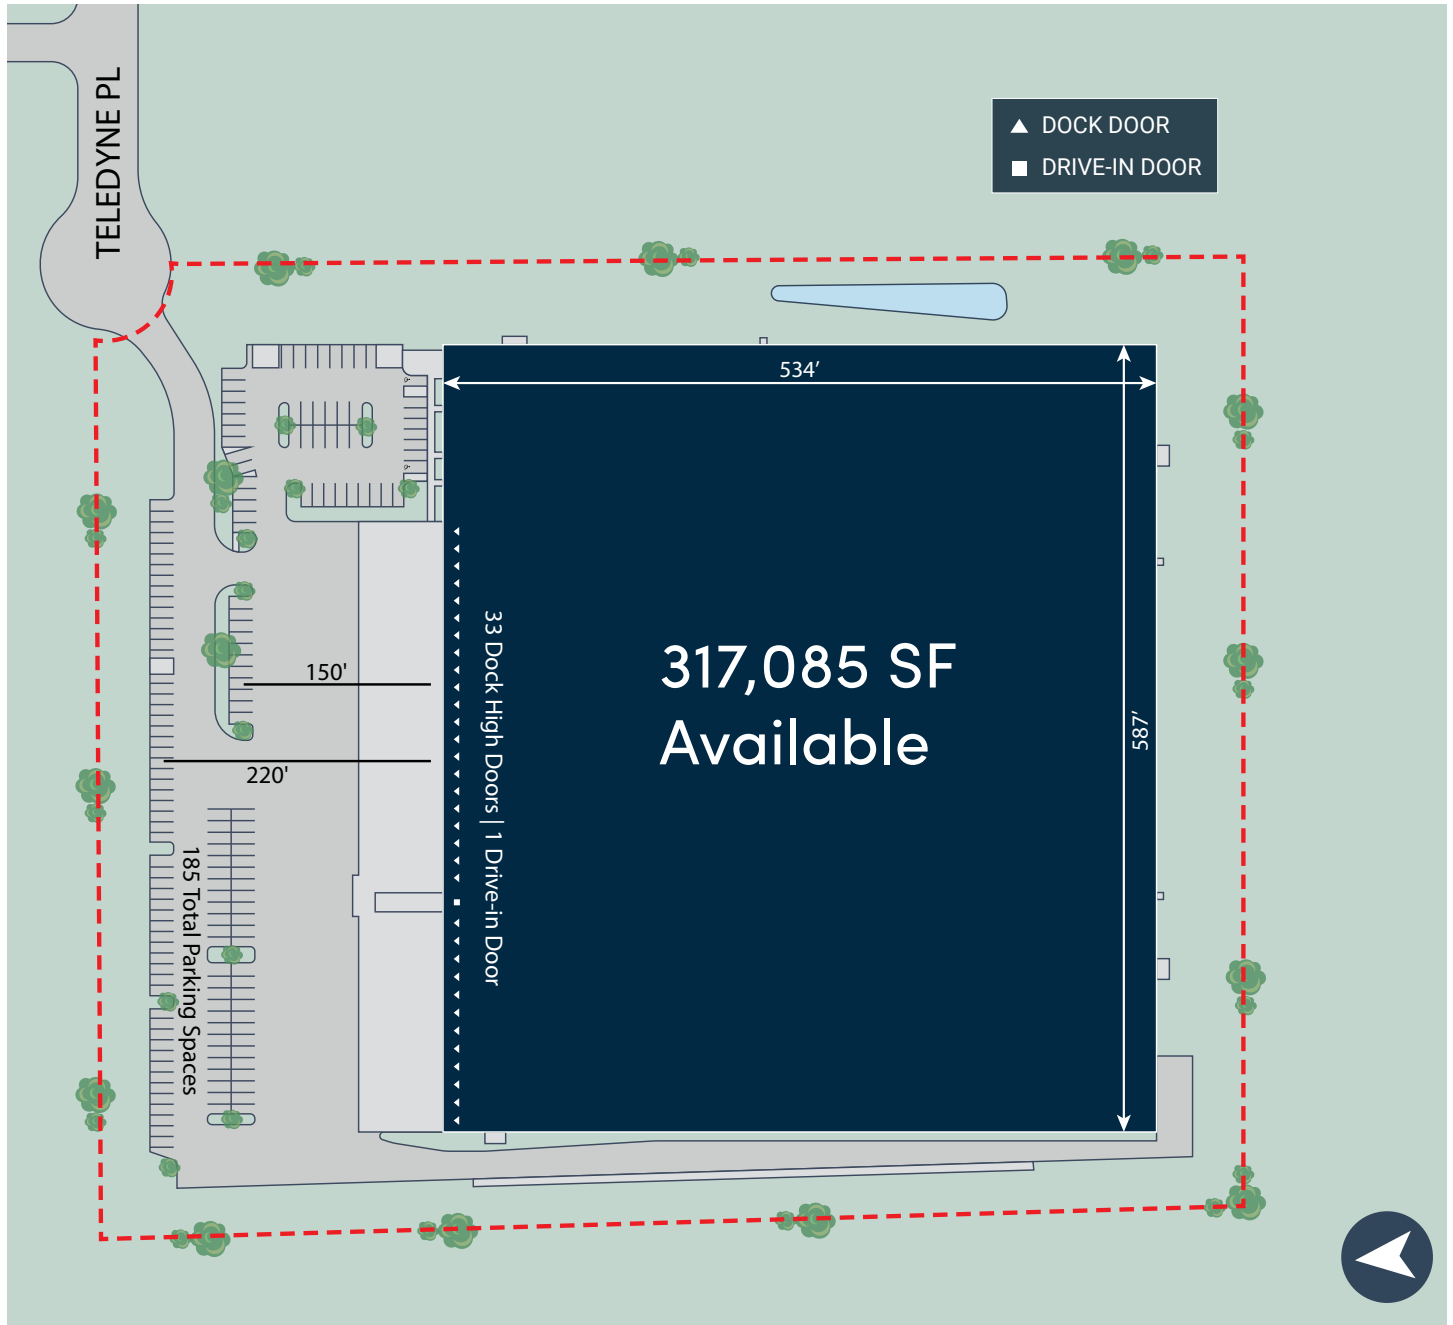 TELEDYNE PL
DOCK DOOR
DRIVE-IN DOOR
534’
317,085 SF
Available
587’
33 Dock High Doors | 1 Drive-in Door
150'
220'
185 Total Parking Spaces